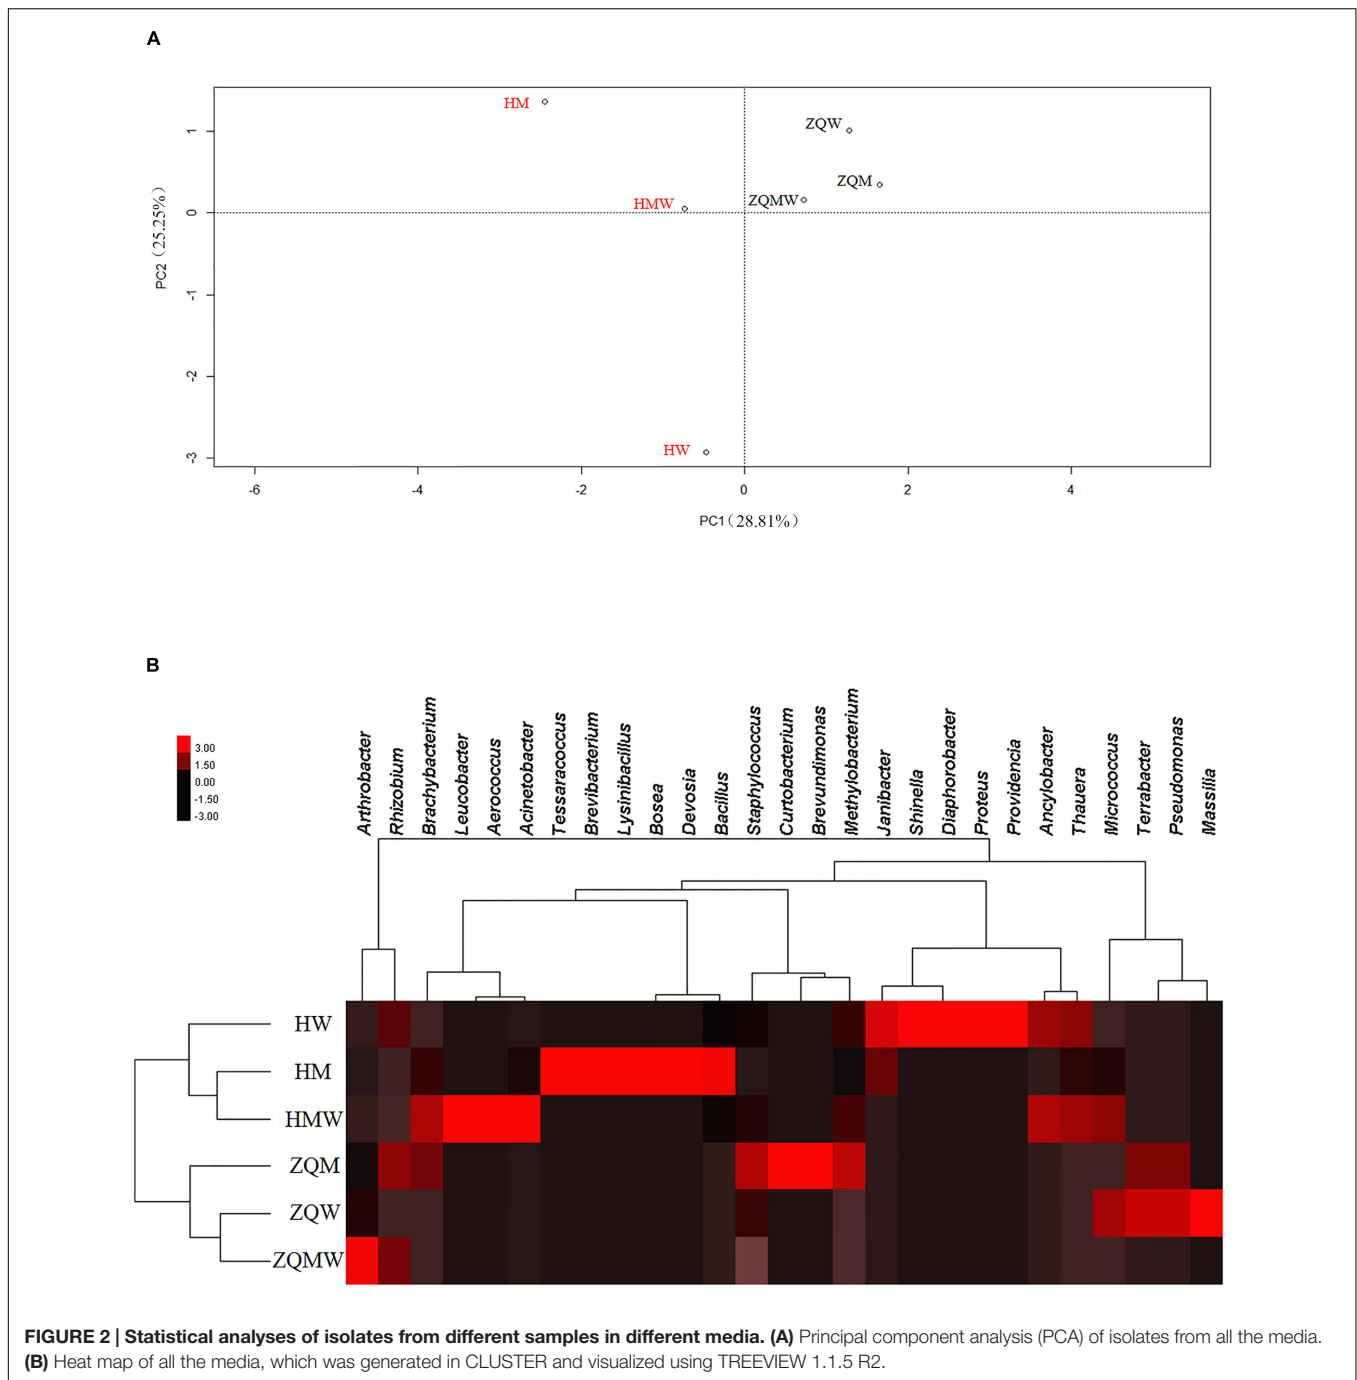 A
HM
ZQW
ZQM
HMW
ZQMW
HW
1
0
-1
-2
-3
PC2 (25.25%)
-6 -4 -2 0 2 4
PC1 (28.81%)
B
3.00
1.50
0.00
-1.50
-3.00
Arthrobacter
Rhizobium
Brachybacterium
Leucobacter
Aerococcus
Acinetobacter
Tessaracoccus
Brevibacterium
Lysinibacillus
Bosea
Devosia
Bacillus
Staphylococcus
Curtobacterium
Brevundimonas
Methylobacterium
Janibacter
Shinella
Diaphorobacter
Proteus
Providencia
Ancylobacter
Thauera
Micrococcus
Terrabacter
Pseudomonas
Massilia
HW
HM
HMW
ZQM
ZQW
ZQMW
FIGURE 2 | Statistical analyses of isolates from different samples in different media. (A) Principal component analysis (PCA) of isolates from all the media.
(B) Heat map of all the media, which was generated in CLUSTER and visualized using TREEVIEW 1.1.5 R2.